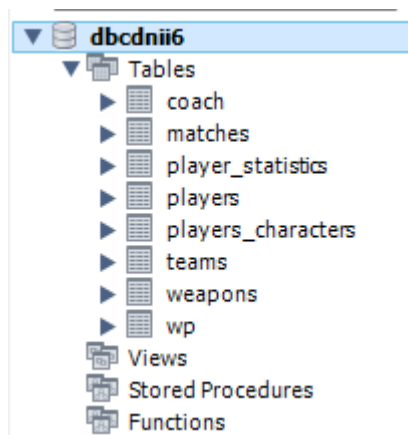 dbcdnii6
Tables
coach
matches
player_statistics
players
players_characters
teams
weapons
wp
Views
Stored Procedures
Functions